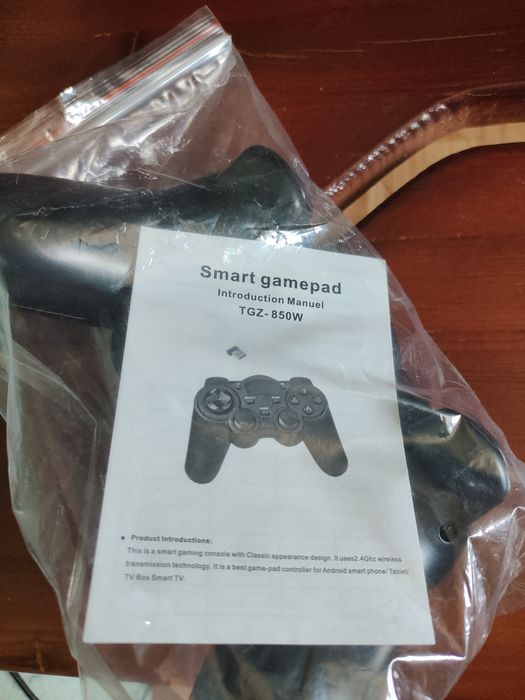 Smart gamepad
Introduction Manuel
TGZ- 850W
Product Introductions:
This is a smart gaming console with Classic appearance design. It uses2.4Ghz wireless
transmission technology. It is a best game-pad controller for Android smart phone/ Tablet/
TV Box Smart TV.